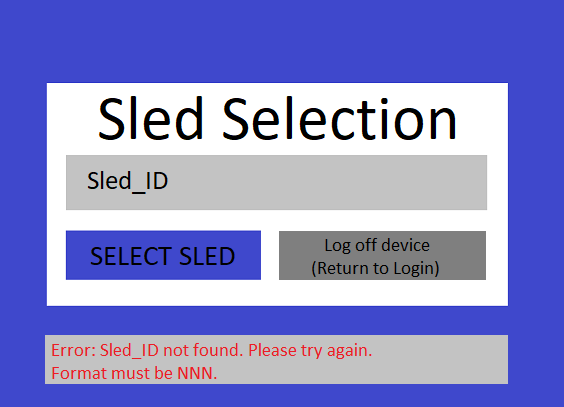 Sled Selection
Sled_ID
SELECT SLED
Log off device
(Return to Login)
Error: Sled_ID not found. Please try again.
Format must be NNN.